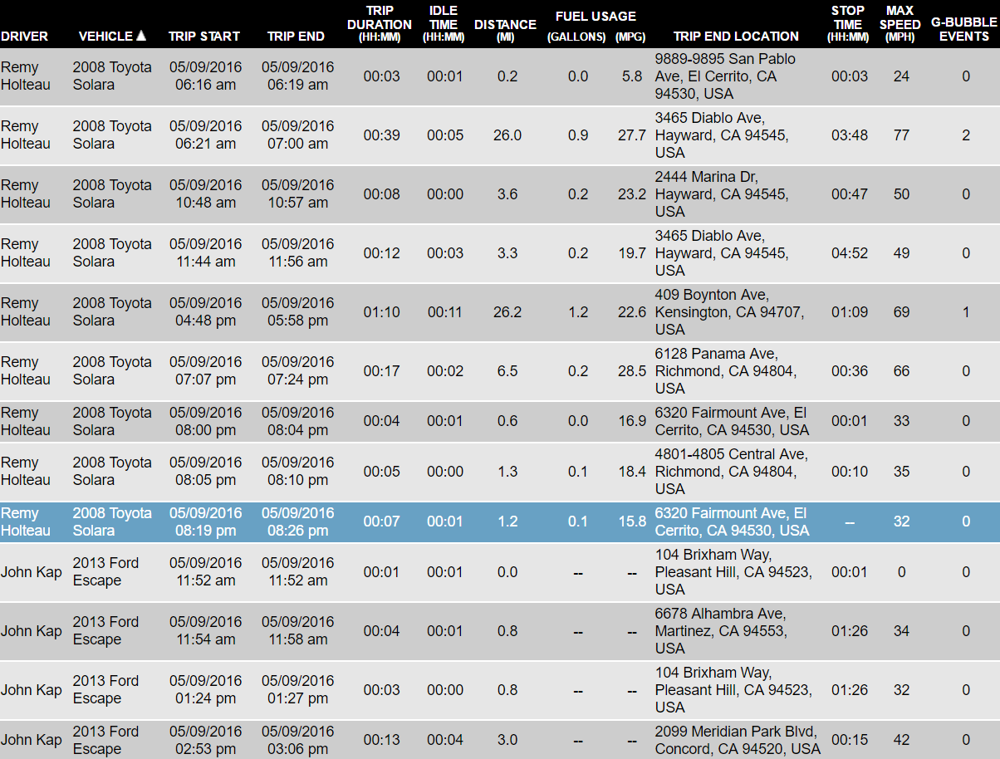 DRIVER VEHICLE▲ TRIP START TRIP END TRIP DURATION (HH:MM) IDLE TIME (HH:MM) DISTANCE (MI) FUEL USAGE (GALLONS) (MPG) TRIP END LOCATION STOP TIME (HH:MM) MAX SPEED (MPH) G-BUBBLE EVENTS
Remy Holteau 2008 Toyota Solara 05/09/2016 06:16 am 05/09/2016 06:19 am 00:03 00:01 0.2 0.0 5.8 9889-9895 San Pablo Ave, El Cerrito, CA 94530, USA 00:03 24 0
Remy Holteau 2008 Toyota Solara 05/09/2016 06:21 am 05/09/2016 07:00 am 00:39 00:05 26.0 0.9 27.7 3465 Diablo Ave, Hayward, CA 94545, USA 03:48 77 2
Remy Holteau 2008 Toyota Solara 05/09/2016 10:48 am 05/09/2016 10:57 am 00:08 00:00 3.6 0.2 23.2 2444 Marina Dr, Hayward, CA 94545, USA 00:47 50 0
Remy Holteau 2008 Toyota Solara 05/09/2016 11:44 am 05/09/2016 11:56 am 00:12 00:03 3.3 0.2 19.7 3465 Diablo Ave, Hayward, CA 94545, USA 04:52 49 0
Remy Holteau 2008 Toyota Solara 05/09/2016 04:48 pm 05/09/2016 05:58 pm 01:10 00:11 26.2 1.2 22.6 409 Boynton Ave, Kensington, CA 94707, USA 01:09 69 1
Remy Holteau 2008 Toyota Solara 05/09/2016 07:07 pm 05/09/2016 07:24 pm 00:17 00:02 6.5 0.2 28.5 6128 Panama Ave, Richmond, CA 94804, USA 00:36 66 0
Remy Holteau 2008 Toyota Solara 05/09/2016 08:00 pm 05/09/2016 08:04 pm 00:04 00:01 0.6 0.0 16.9 6320 Fairmount Ave, El Cerrito, CA 94530, USA 00:01 33 0
Remy Holteau 2008 Toyota Solara 05/09/2016 08:05 pm 05/09/2016 08:10 pm 00:05 00:00 1.3 0.1 18.4 4801-4805 Central Ave, Richmond, CA 94804, USA 00:10 35 0
Remy Holteau 2008 Toyota Solara 05/09/2016 08:19 pm 05/09/2016 08:26 pm 00:07 00:01 1.2 0.1 15.8 6320 Fairmount Ave, El Cerrito, CA 94530, USA -- 32 0
John Kap 2013 Ford Escape 05/09/2016 11:52 am 05/09/2016 11:52 am 00:01 00:01 0.0 -- -- 104 Brixham Way, Pleasant Hill, CA 94523, USA 00:01 0 0
John Kap 2013 Ford Escape 05/09/2016 11:54 am 05/09/2016 11:58 am 00:04 00:01 0.8 -- -- 6678 Alhambra Ave, Martinez, CA 94553, USA 01:26 34 0
John Kap 2013 Ford Escape 05/09/2016 01:24 pm 05/09/2016 01:27 pm 00:03 00:00 0.8 -- -- 104 Brixham Way, Pleasant Hill, CA 94523, USA 01:26 32 0
John Kap 2013 Ford Escape 05/09/2016 02:53 pm 05/09/2016 03:06 pm 00:13 00:04 3.0 -- -- 2099 Meridian Park Blvd, Concord, CA 94520, USA 00:15 42 0